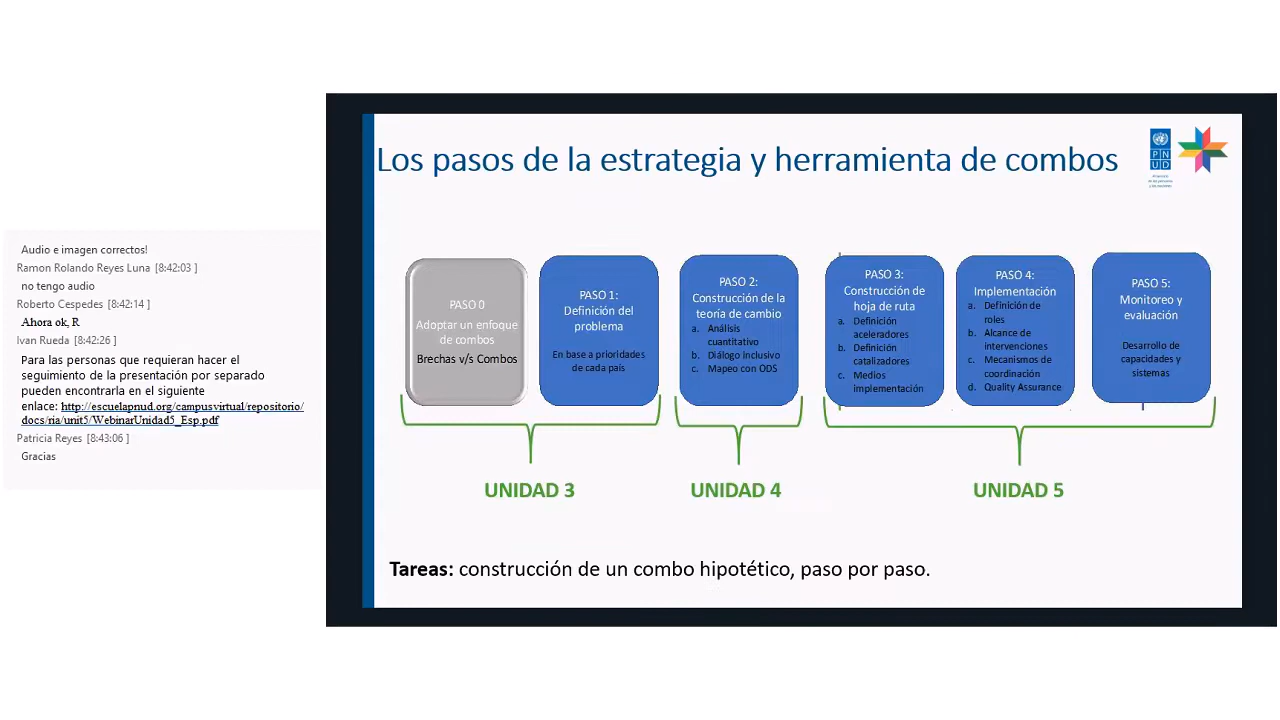 Audio e imagen correctos!
Ramon Rolando Reyes Luna [8:42:03 ]
no tengo audio
Roberto Cespedes [8:42:14 ]
Ahora ok, R
Ivan Rueda [8:42:26 ]
Para las personas que requieran hacer el
seguimiento de la presentación por separado
pueden encontrarla en el siguiente
enlace: http://escuelapnud.org/campusvirtual/repositorio/
docs/ria/unit5/WebinarUnidad5_Esp.pdf
Patricia Reyes [8:43:06 ]
Gracias
Los pasos de la estrategia y herramienta de combos
P N
U D
PASO 0
Adoptar un enfoque
de combos
Brechas v/s Combos
PASO 1:
Definición del
problema
En base a prioridades
de cada país
PASO 2:
Construcción de la
teoría de cambio
a. Análisis
cuantitativo
b. Diálogo inclusivo
c. Mapeo con ODS
PASO 3:
Construcción de
hoja de ruta
a. Definición
aceleradores
b. Definición
catalizadores
c. Medios
implementación
PASO 4:
Implementación
a. Definición de
roles
b. Alcance de
intervenciones
c. Mecanismos de
coordinación
d. Quality Assurance
PASO 5:
Monitoreo y
evaluación
Desarrollo de
capacidades y
sistemas
UNIDAD 3
UNIDAD 4
UNIDAD 5
Tareas: construcción de un combo hipotético, paso por paso.